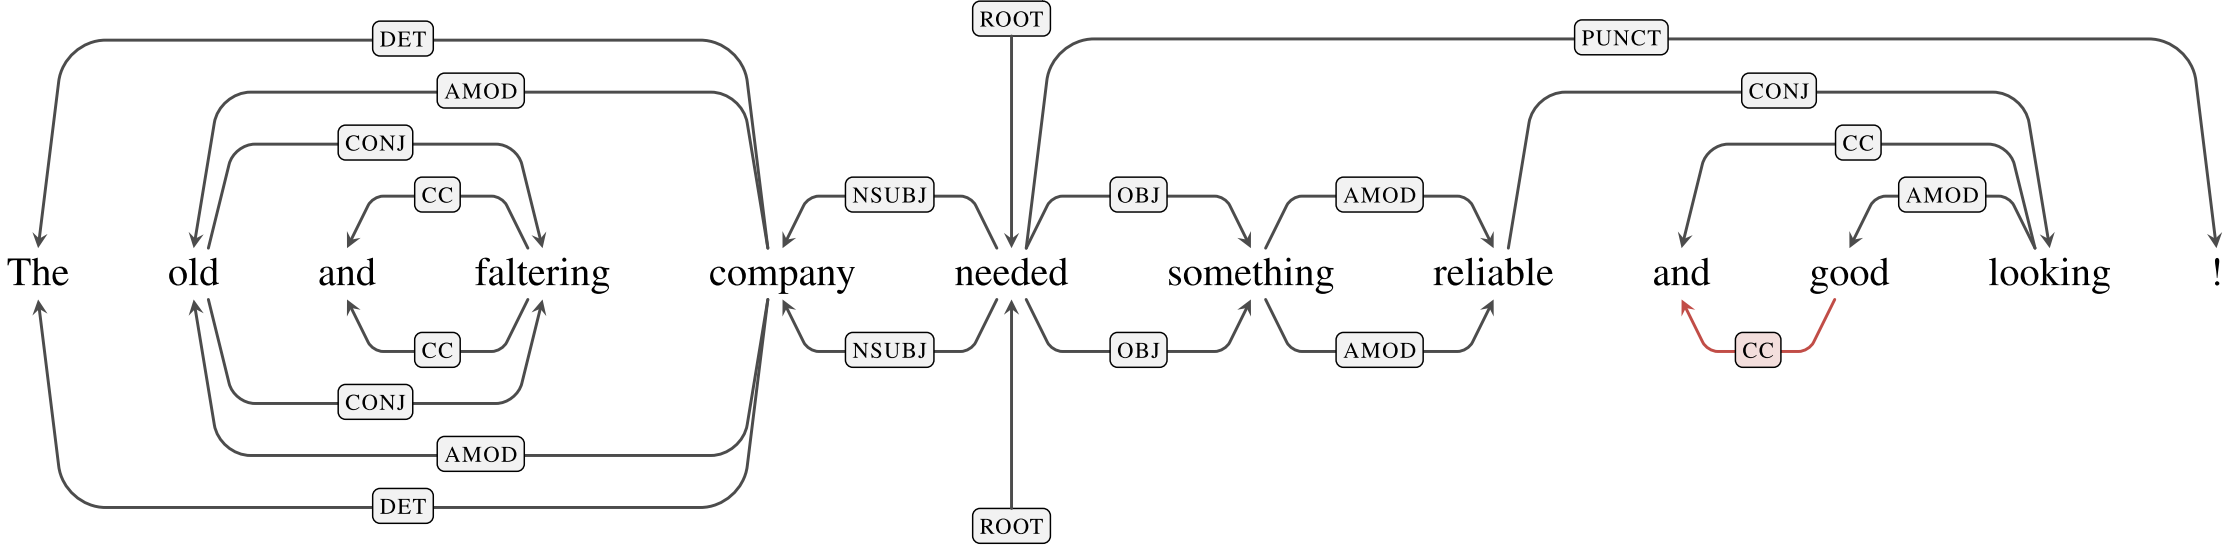 ROOT
DET
PUNCT
AMOD
CONJ
CONJ
CC
CC
NSUBJ
OBJ
AMOD
AMOD
The old and faltering company needed something reliable and good looking !
CC
NSUBJ
OBJ
AMOD
CC
CONJ
AMOD
DET
ROOT